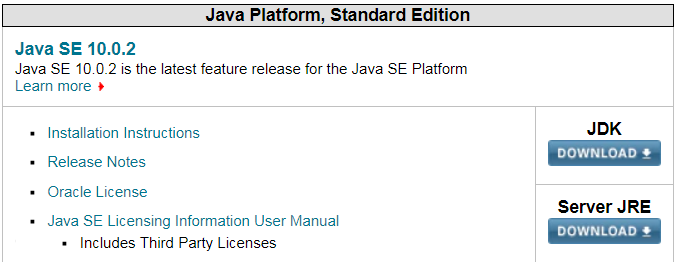 Java Platform, Standard Edition
Java SE 10.0.2
Java SE 10.0.2 is the latest feature release for the Java SE Platform
Learn more
Installation Instructions
Release Notes
Oracle License
Java SE Licensing Information User Manual
Includes Third Party Licenses
JDK
DOWNLOAD
Server JRE
DOWNLOAD